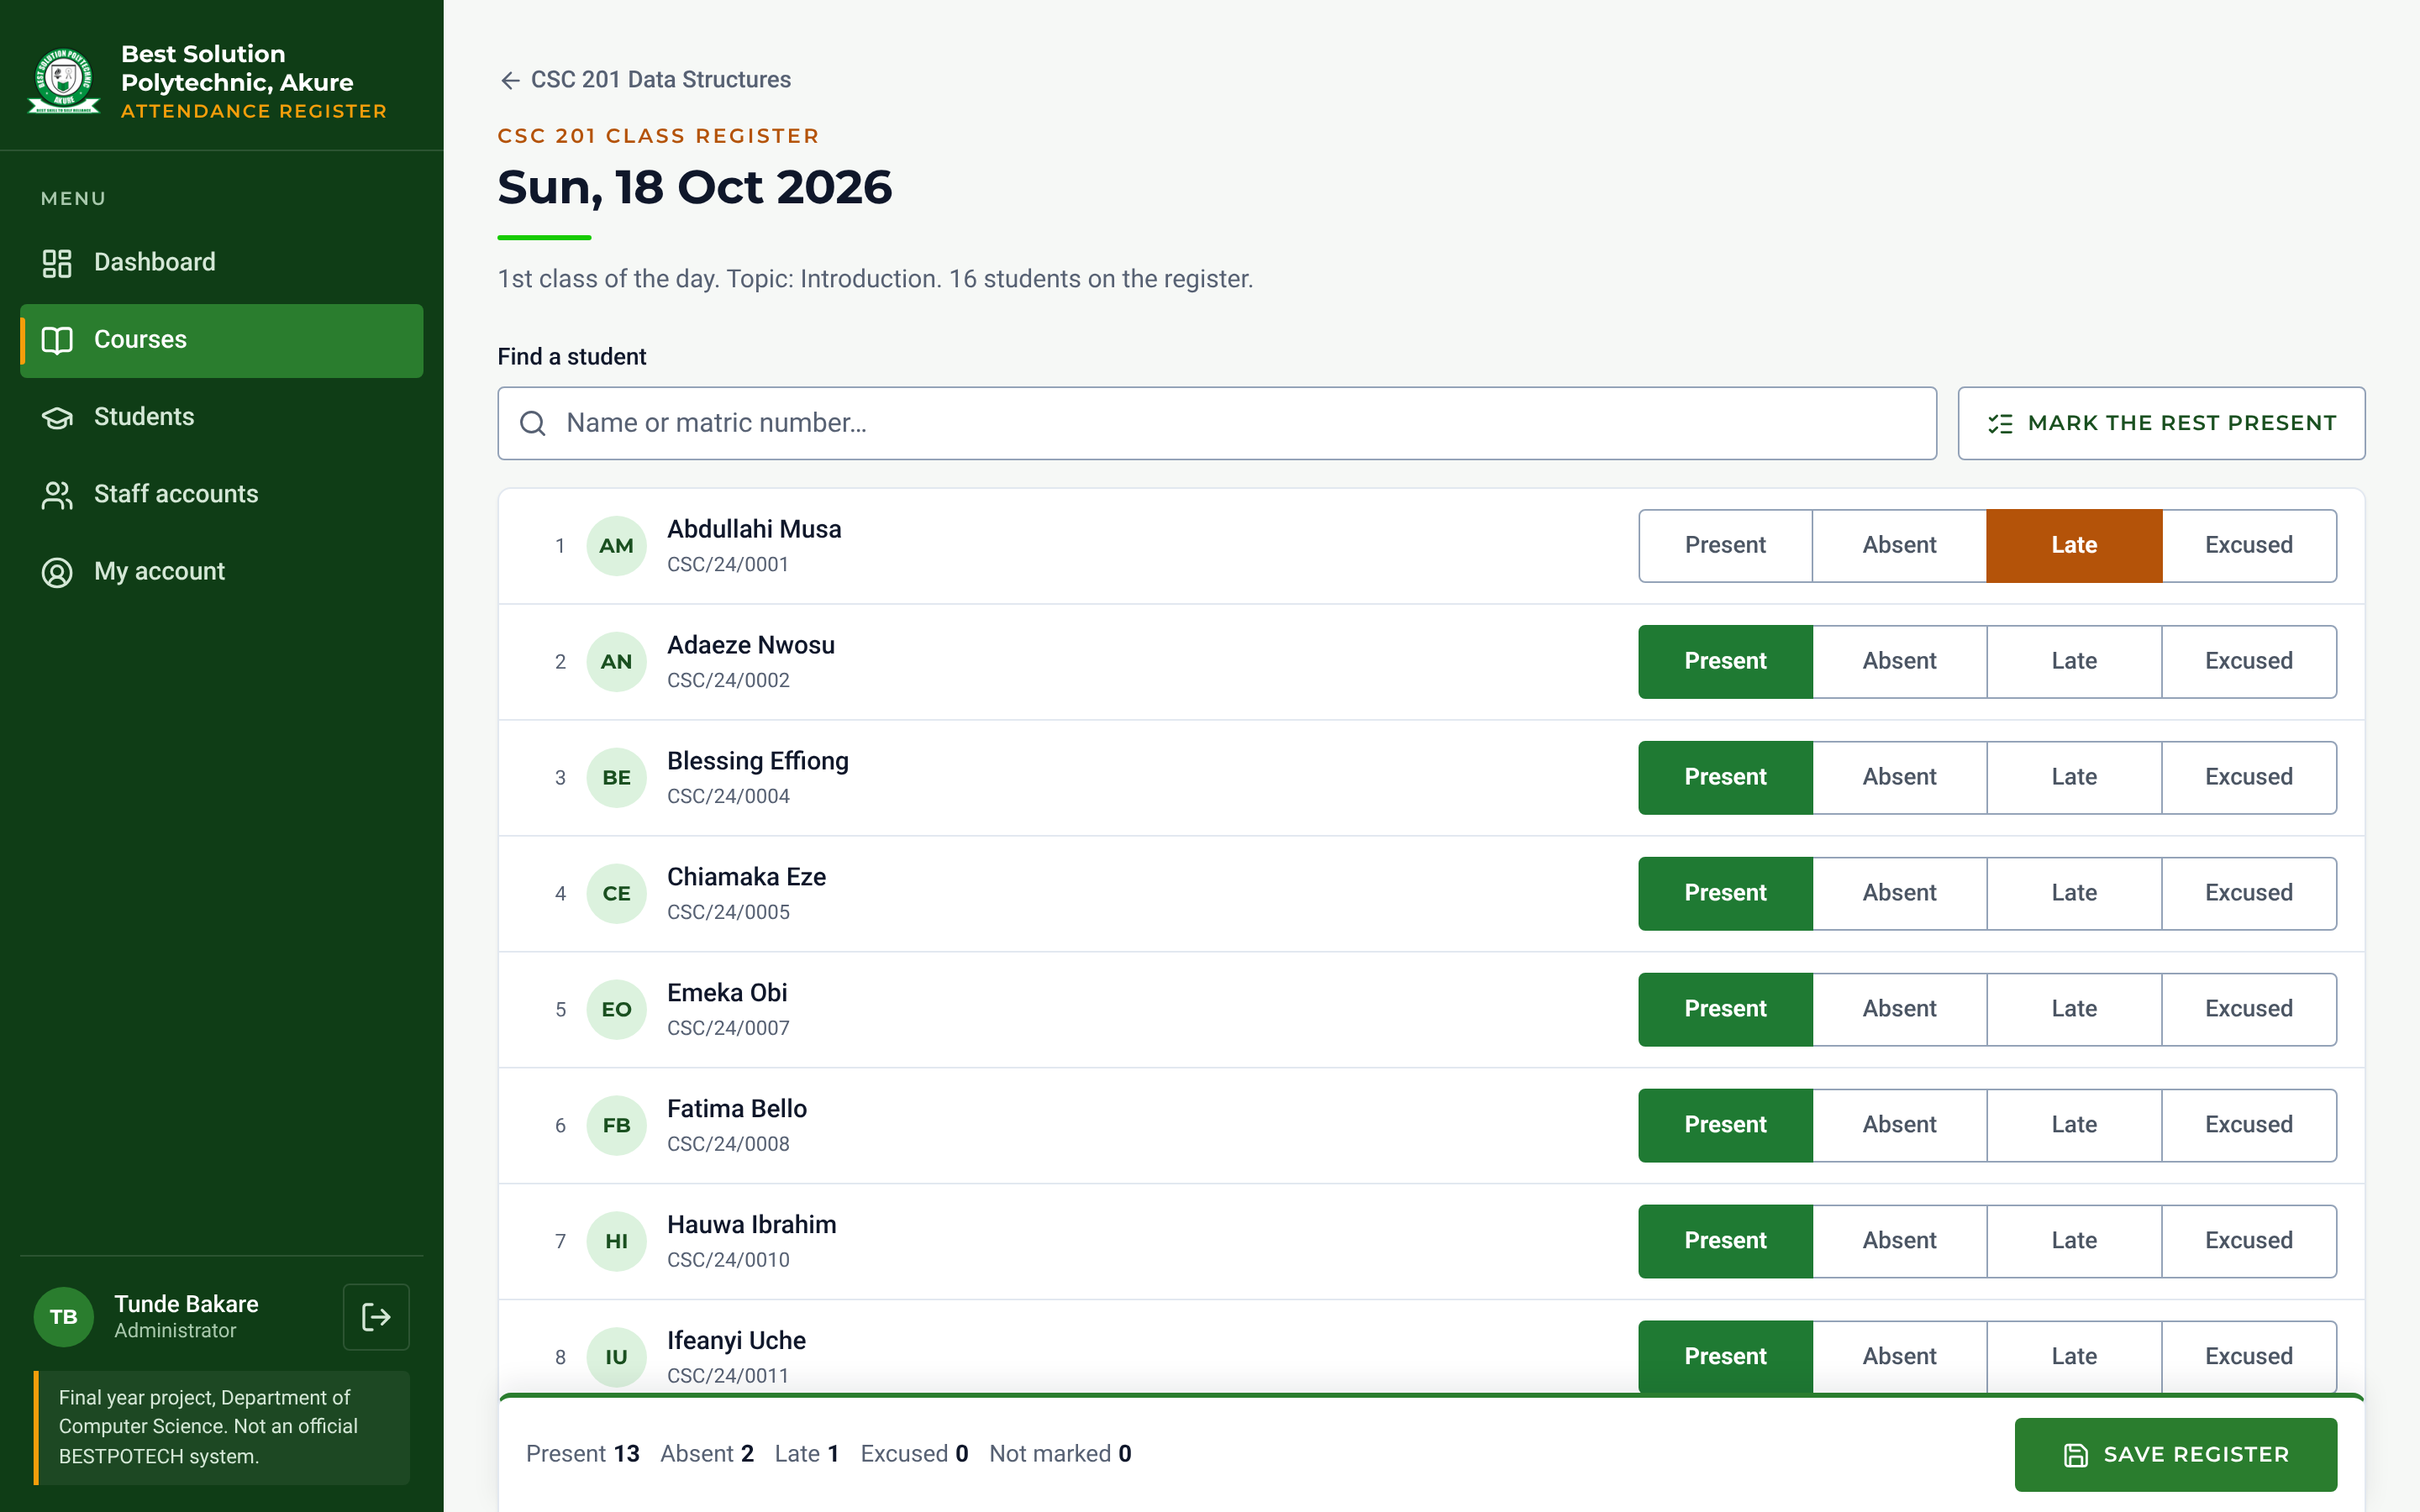 BEST SOLUTION POLYTECHNIC
AKURE
Best Solution
Polytechnic, Akure
ATTENDANCE REGISTER
MENU
Dashboard
Courses
Students
Staff accounts
My account
TB
Tunde Bakare
Administrator
Final year project, Department of
Computer Science. Not an official
BESTPOTECH system.
CSC 201 Data Structures
CSC 201 CLASS REGISTER
Sun, 18 Oct 2026
1st class of the day. Topic: Introduction. 16 students on the register.
Find a student
Name or matric number...
MARK THE REST PRESENT
1 AM Abdullahi Musa Present Absent Late Excused
CSC/24/0001
2 AN Adaeze Nwosu Present Absent Late Excused
CSC/24/0002
3 BE Blessing Effiong Present Absent Late Excused
CSC/24/0004
4 CE Chiamaka Eze Present Absent Late Excused
CSC/24/0005
5 EO Emeka Obi Present Absent Late Excused
CSC/24/0007
6 FB Fatima Bello Present Absent Late Excused
CSC/24/0008
7 HI Hauwa Ibrahim Present Absent Late Excused
CSC/24/0010
8 IU Ifeanyi Uche Present Absent Late Excused
CSC/24/0011
Present 13 Absent 2 Late 1 Excused 0 Not marked 0
SAVE REGISTER